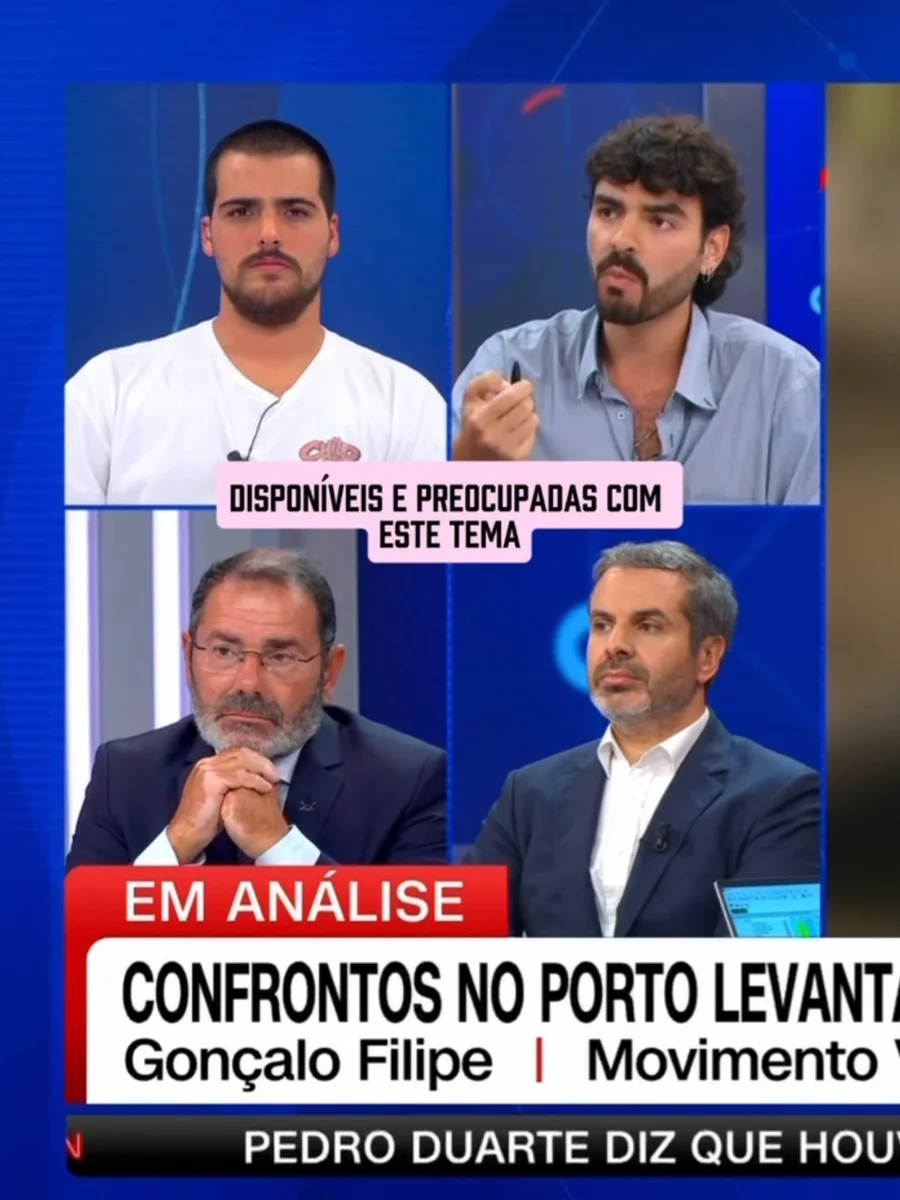 CHLO
DISPONÍVEIS E PREOCUPADAS COM
ESTE TEMA
EM ANÁLISE
CONFRONTOS NO PORTO LEVANTA
Gonçalo Filipe | Movimento V
N PEDRO DUARTE DIZ QUE HOUV